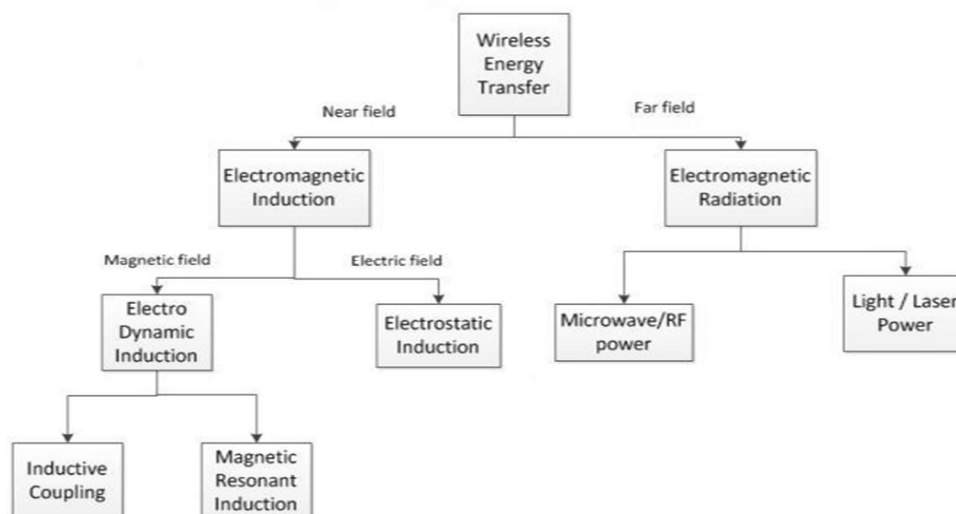 Wireless
Energy
Transfer
Near field
Far field
Electromagnetic
Induction
Electromagnetic
Radiation
Magnetic field
Electric field
Electro
Dynamic
Induction
Electrostatic
Induction
Microwave/RF
power
Light / Laser
Power
Inductive
Coupling
Magnetic
Resonant
Induction